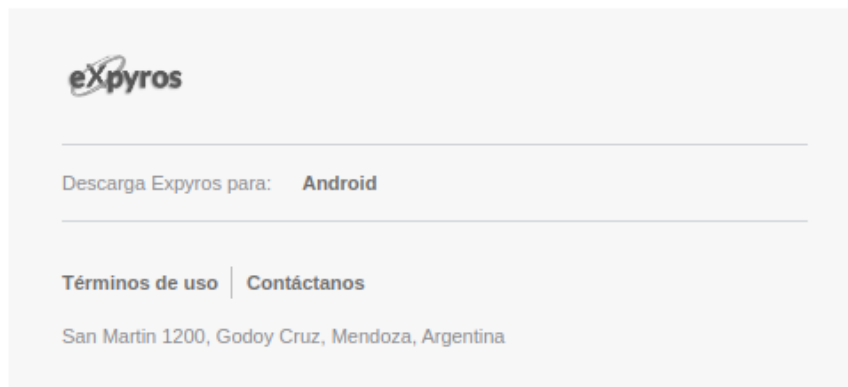 eXpyros
Descarga Expyros para: Android
Términos de uso Contáctanos
San Martin 1200, Godoy Cruz, Mendoza, Argentina